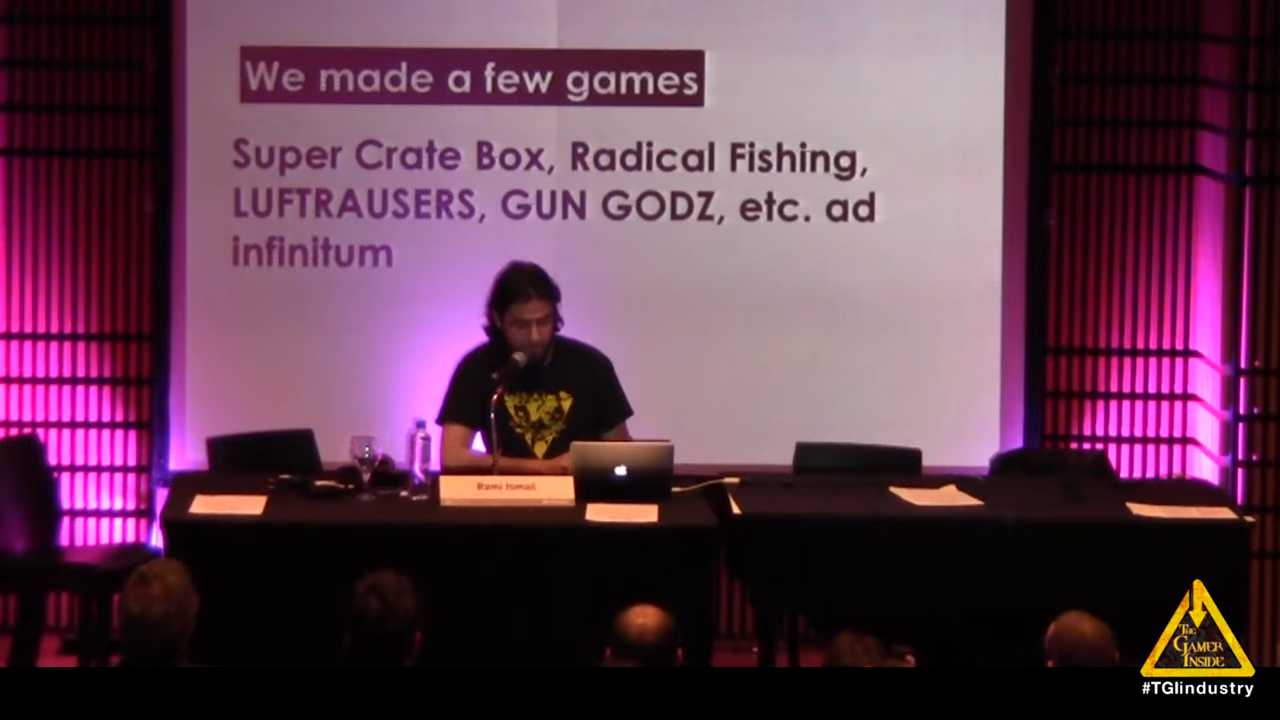 We made a few games
Super Crate Box, Radical Fishing,
LUFTRAUSERS, GUN GODZ, etc. ad
infinitum
Rami Ismail
THE
GAMER
INSIDE
#TGIindustry